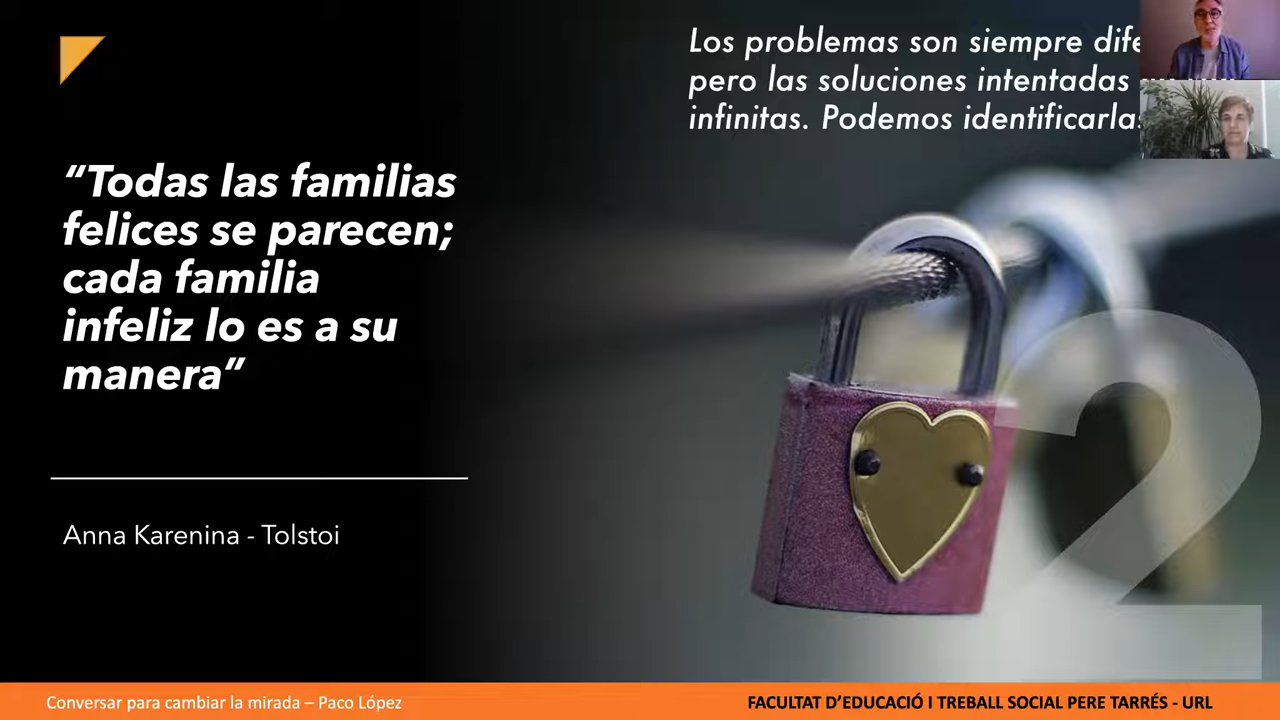 Los problemas son siempre
pero las soluciones intentadas
infinitas. Podemos identificarlas
“Todas las familias
felices se parecen;
cada familia
infeliz lo es a su
manera”
Anna Karenina - Tolstoi
2
Conversar para cambiar la mirada – Paco López
FACULTAT D’EDUCACIÓ I TREBALL SOCIAL PERE TARRÉS - URL